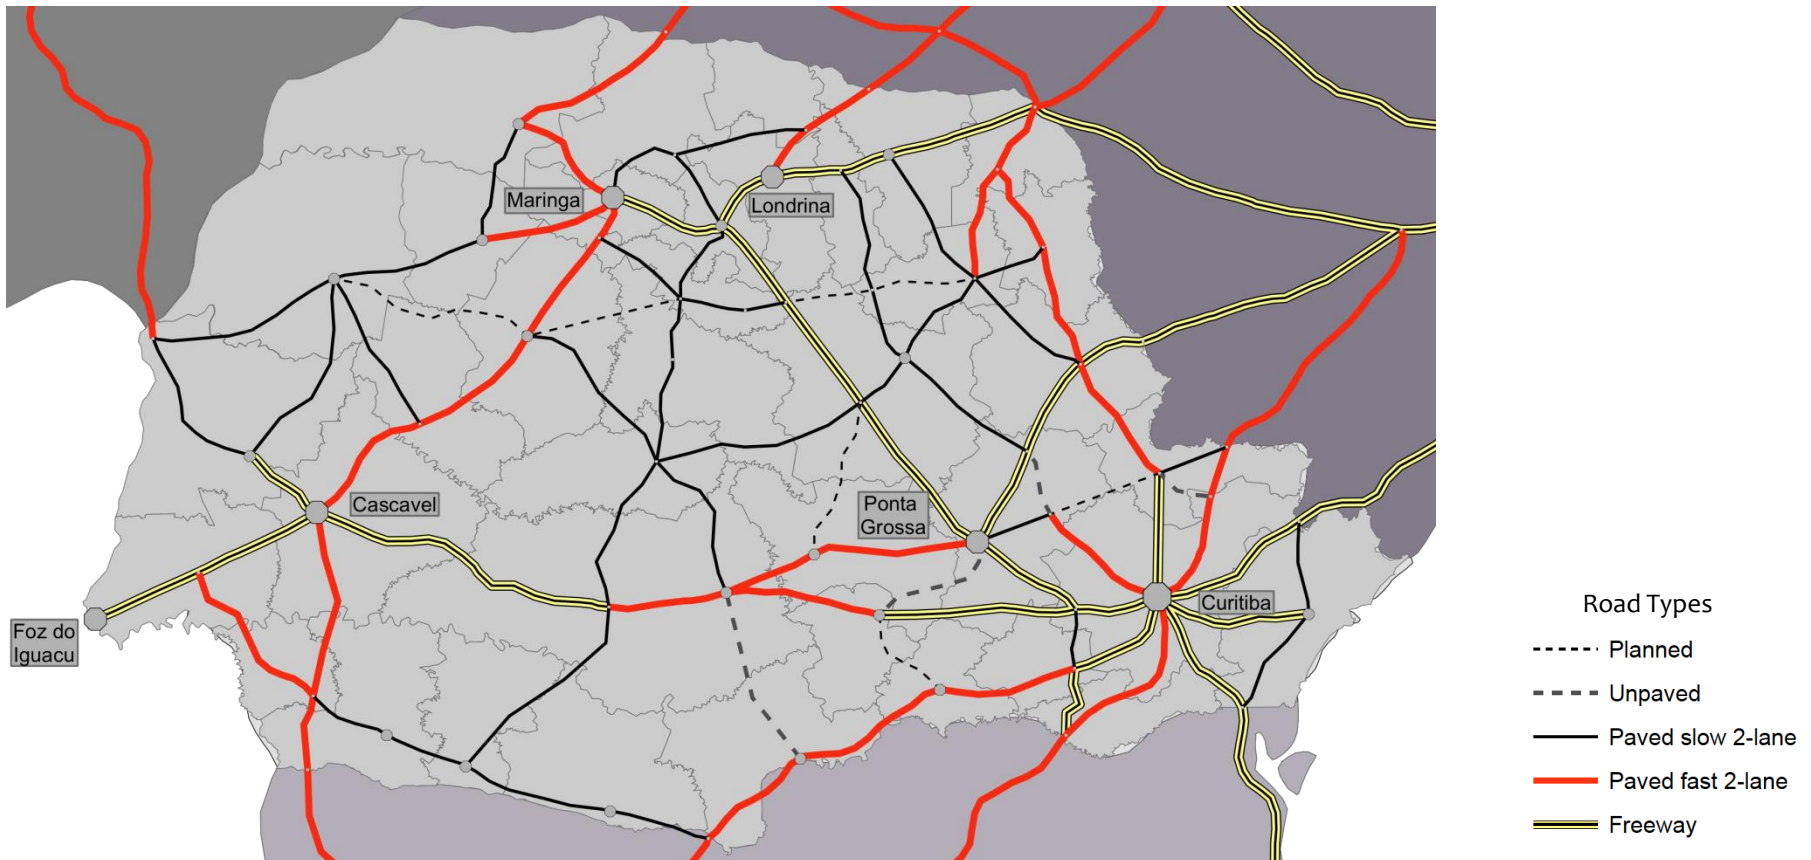 Maringa
Londrina
Cascavel
Ponta
Grossa
Curitiba
Foz do
Iguacu
Road Types
Planned
Unpaved
Paved slow 2-lane
Paved fast 2-lane
Freeway